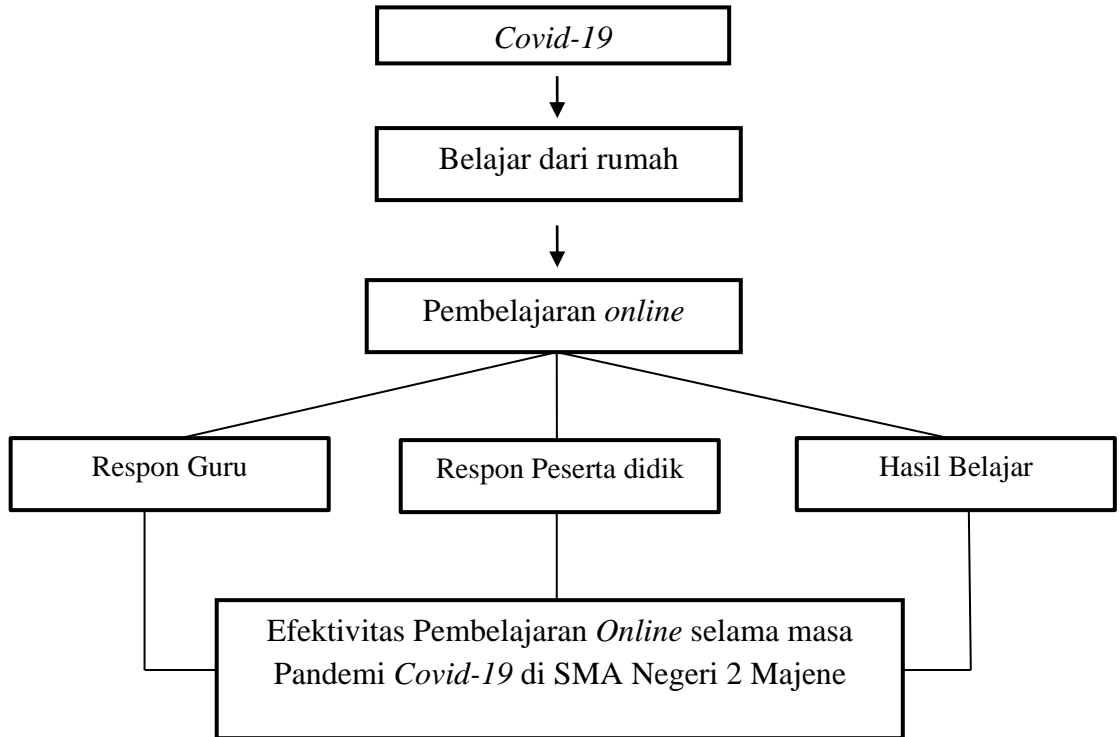 Covid-19
Belajar dari rumah
Pembelajaran online
Respon Guru
Respon Peserta didik
Hasil Belajar
Efektivitas Pembelajaran Online selama masa
Pandemi Covid-19 di SMA Negeri 2 Majene